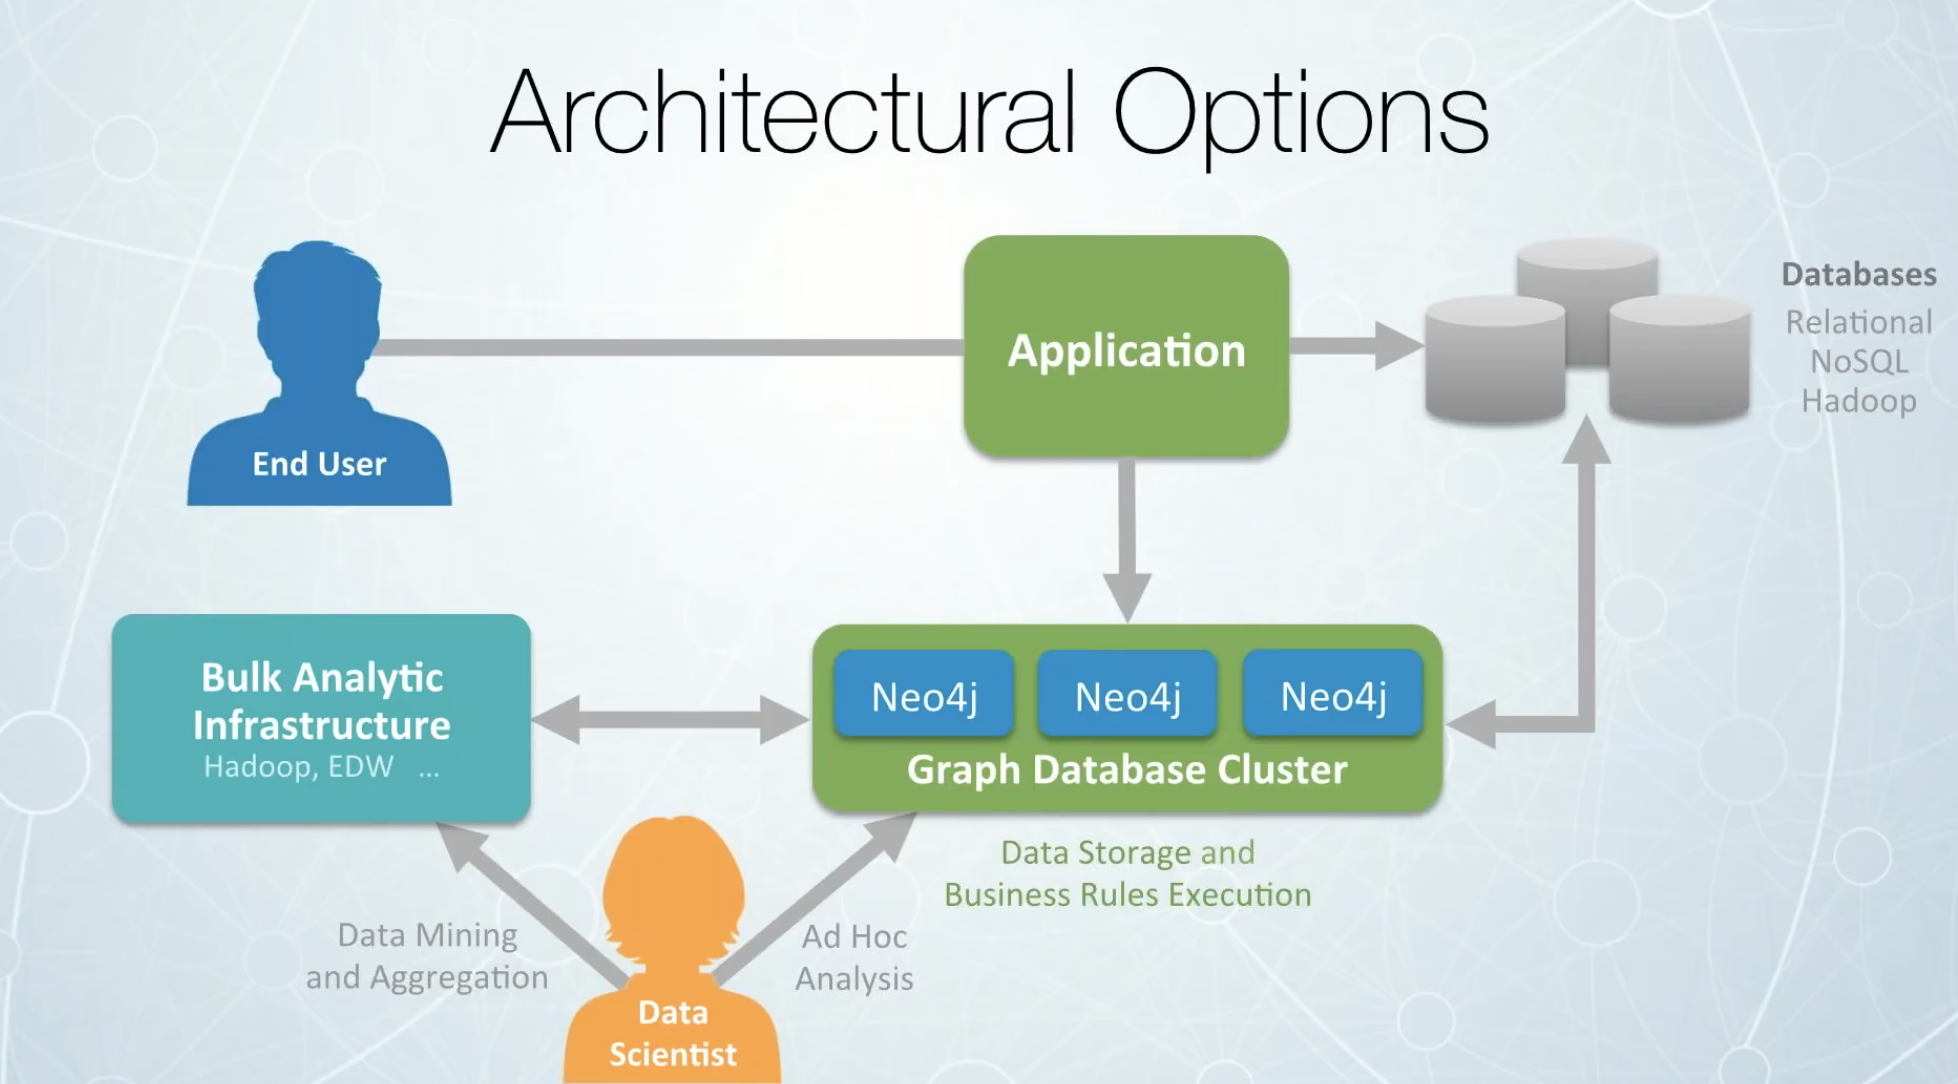 Architectural Options
End User
Application
Databases
Relational
NoSQL
Hadoop
Bulk Analytic
Infrastructure
Hadoop, EDW ...
Neo4j
Neo4j
Neo4j
Graph Database Cluster
Data Storage and
Business Rules Execution
Data Mining
and Aggregation
Ad Hoc
Analysis
Data
Scientist